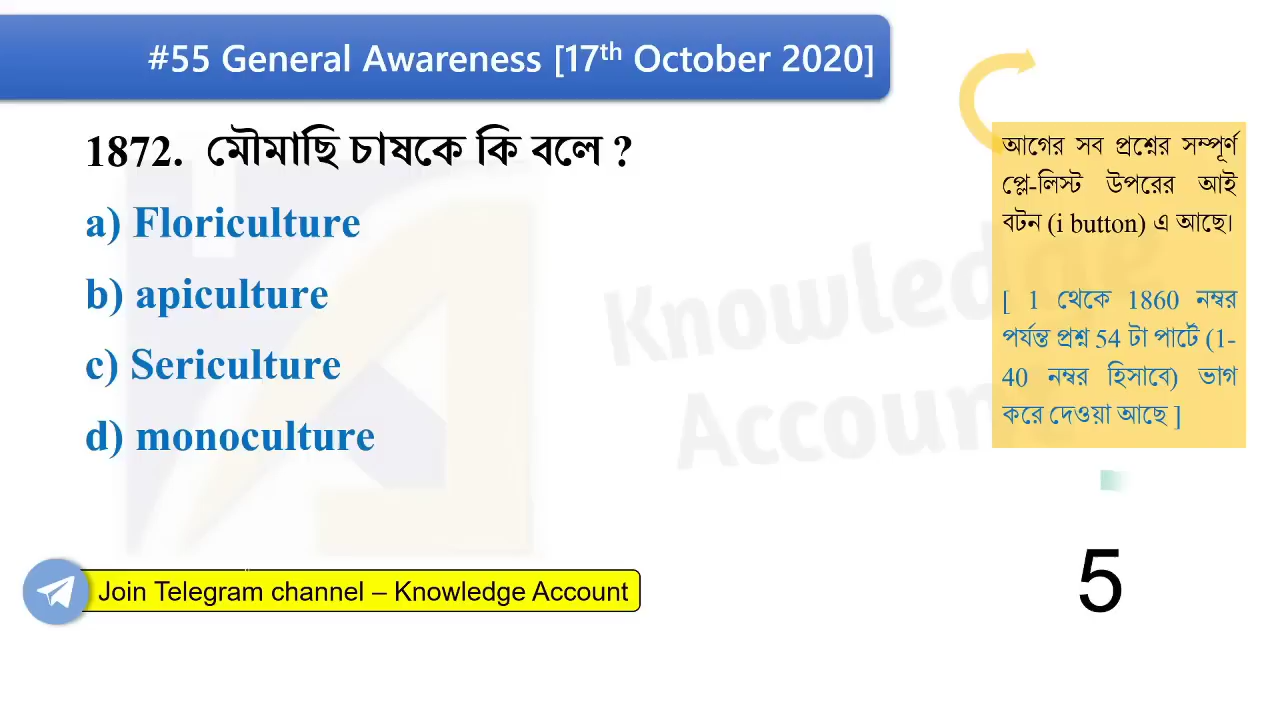 #55 General Awareness [17th October 2020]
1872. মৌমাছি চাষকে কি বলে ?
a) Floriculture
b) apiculture
c) Sericulture
d) monoculture
আগের সব প্রশ্নের সম্পূর্ণ
প্লে-লিস্ট উপরের আই
বটন (i button) এ আছে।
[ 1 থেকে 1860 নম্বর
পর্যন্ত প্রশ্ন 54 টা পার্টে (1-
40 নম্বর হিসাবে) ভাগ
করে দেওয়া আছে ]
Knowledge
Account
Join Telegram channel – Knowledge Account
5